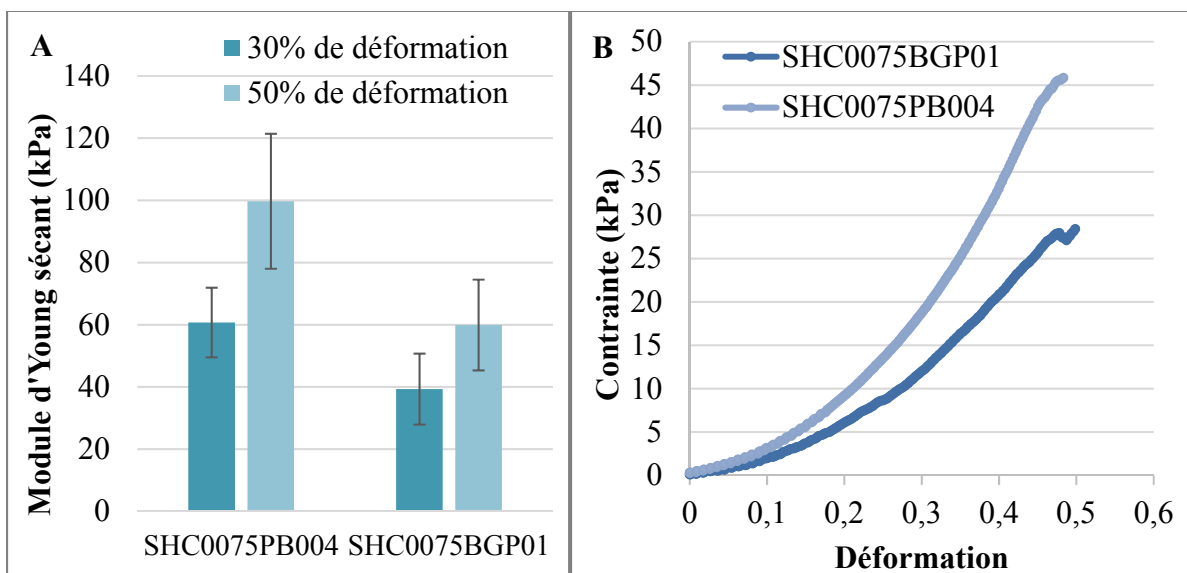 A
30% de déformation
50% de déformation
Module d'Young sécant (kPa)
140
120
100
80
60
40
20
0
SHC0075PB004 SHC0075BGP01
B
SHC0075BGP01
SHC0075PB004
Contrainte (kPa)
50
45
40
35
30
25
20
15
10
5
0
0 0,1 0,2 0,3 0,4 0,5 0,6
Déformation